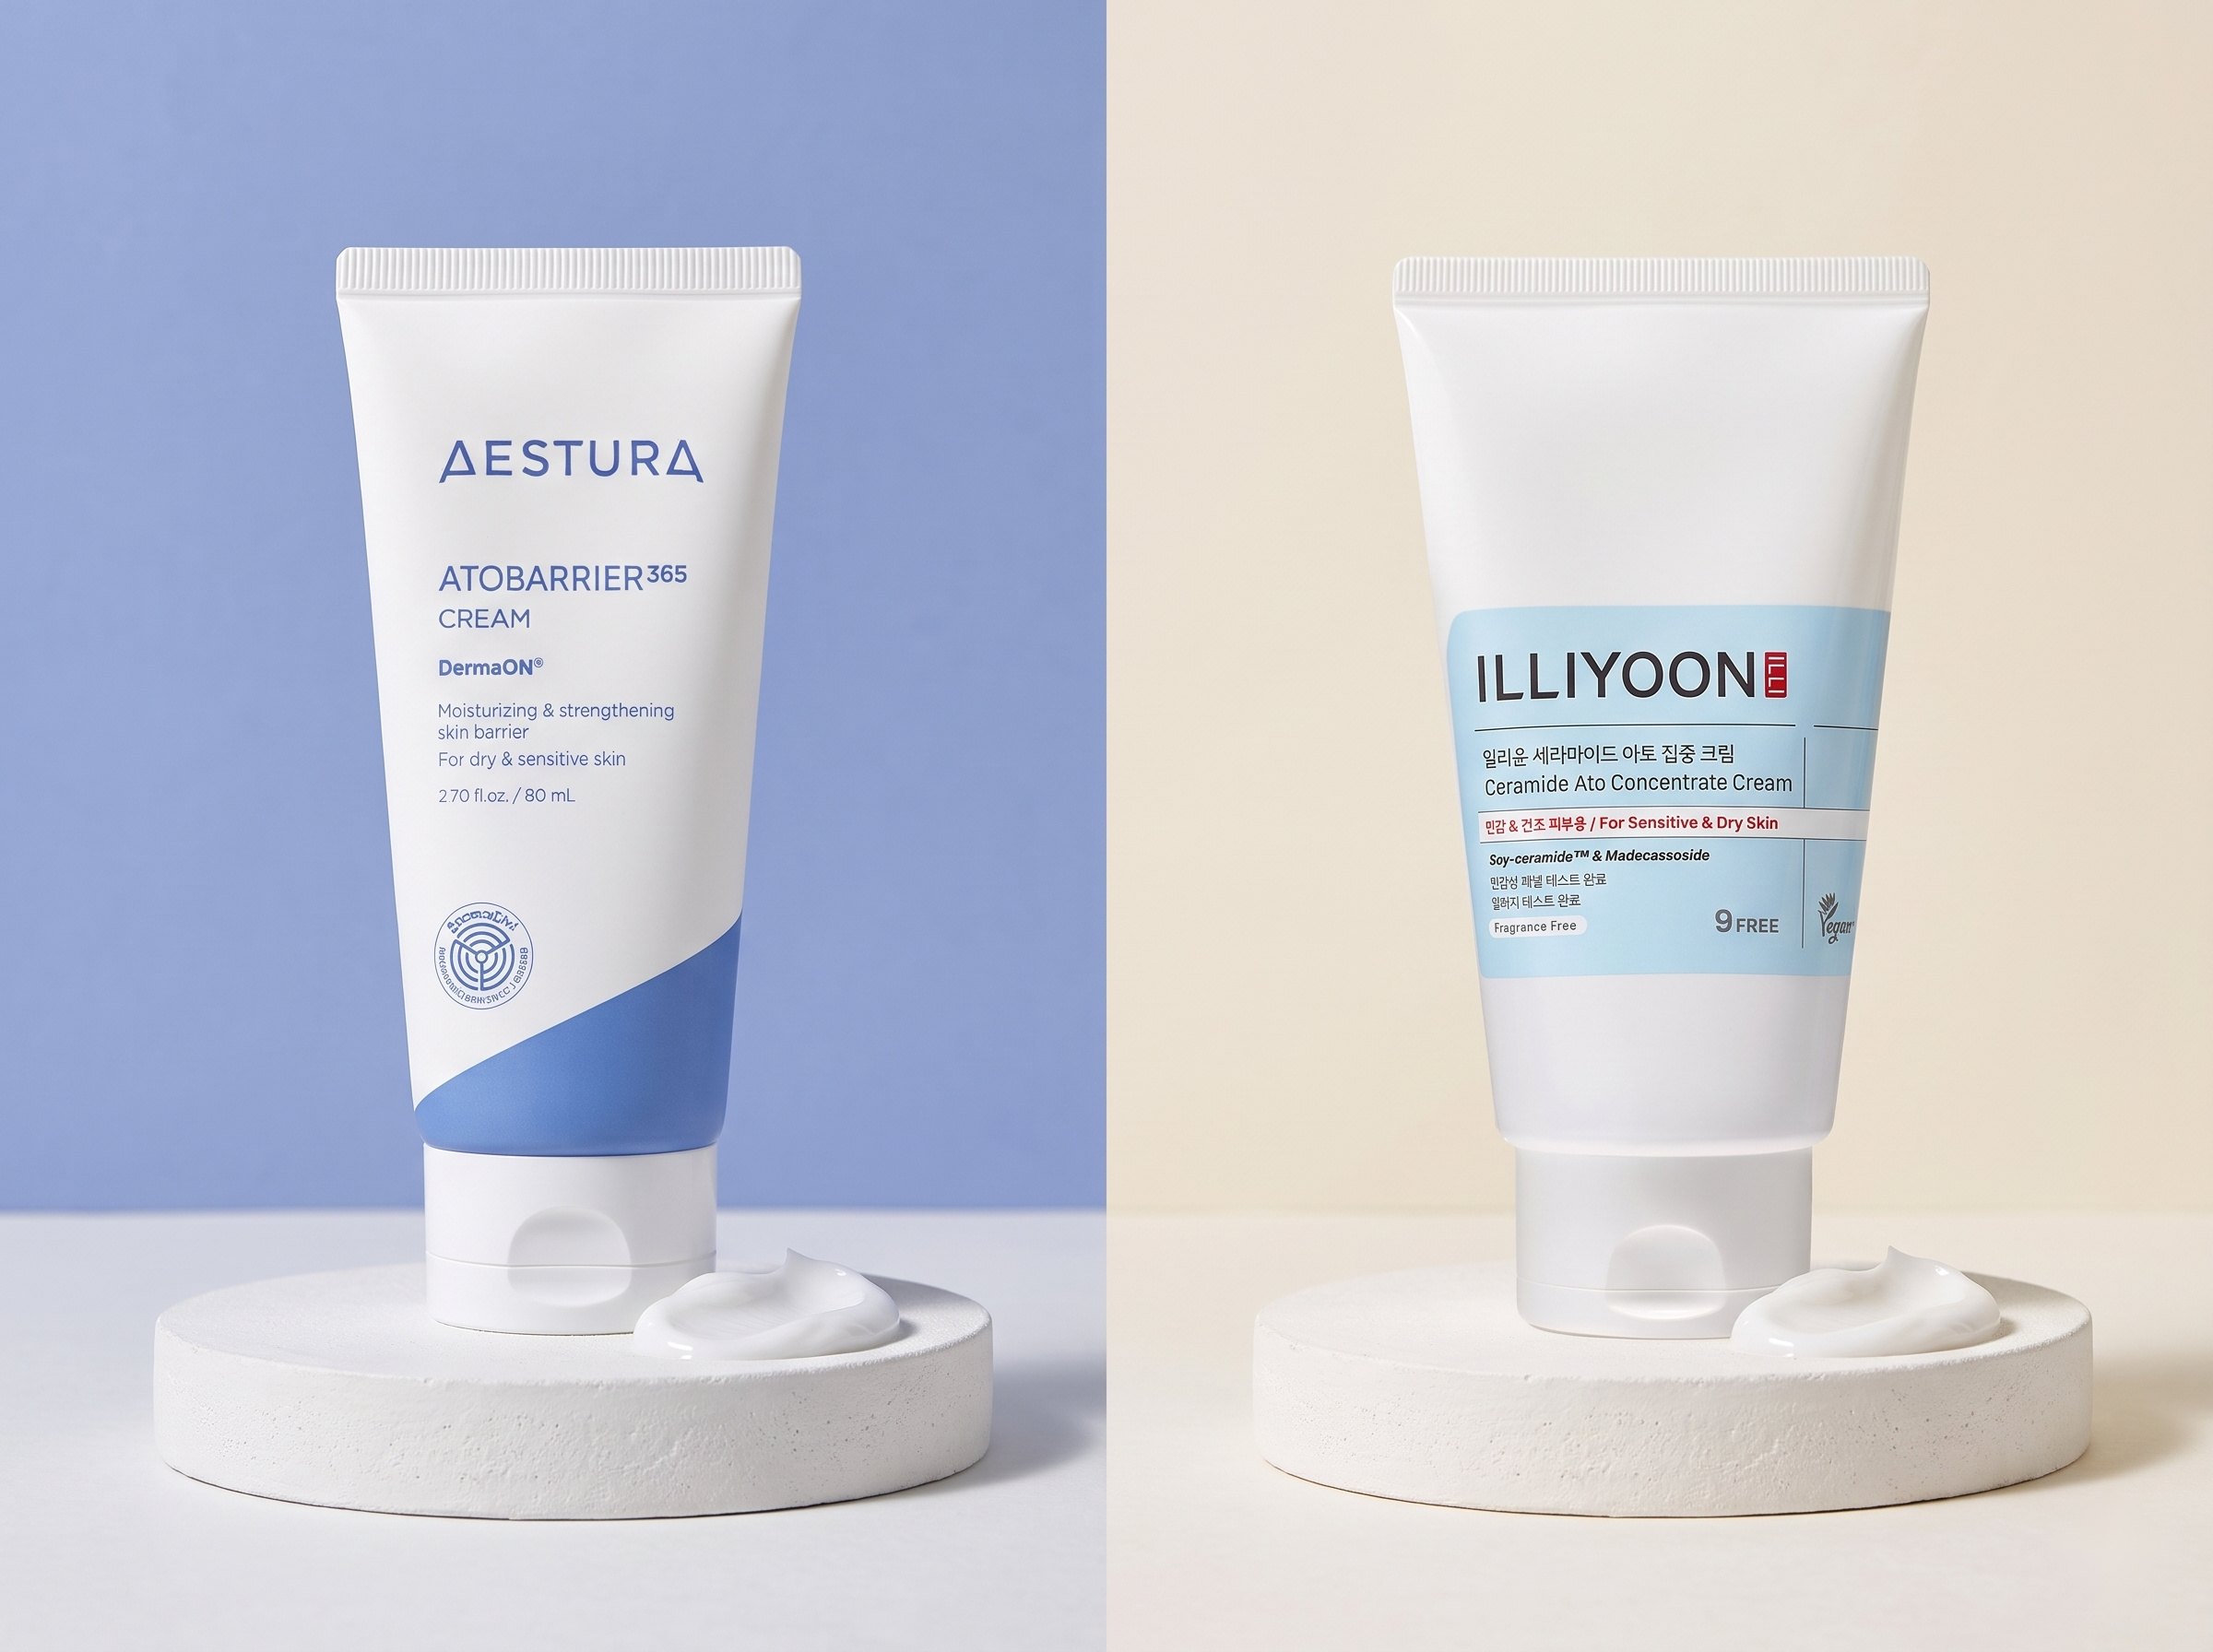 AESTURA
ATOBARRIER365
CREAM
DermaON®
Moisturizing & strengthening
skin barrier
For dry & sensitive skin
2.70 fl.oz. / 80 mL
ILLIYOON
일리윤 세라마이드 아토 집중 크림
Ceramide Ato Concentrate Cream
민감 & 건조 피부용 / For Sensitive & Dry Skin
Soy-ceramide™ & Madecassoside
민감성 패널 테스트 완료
테스트 완료
Fragrance Free
9 FREE
Vegan